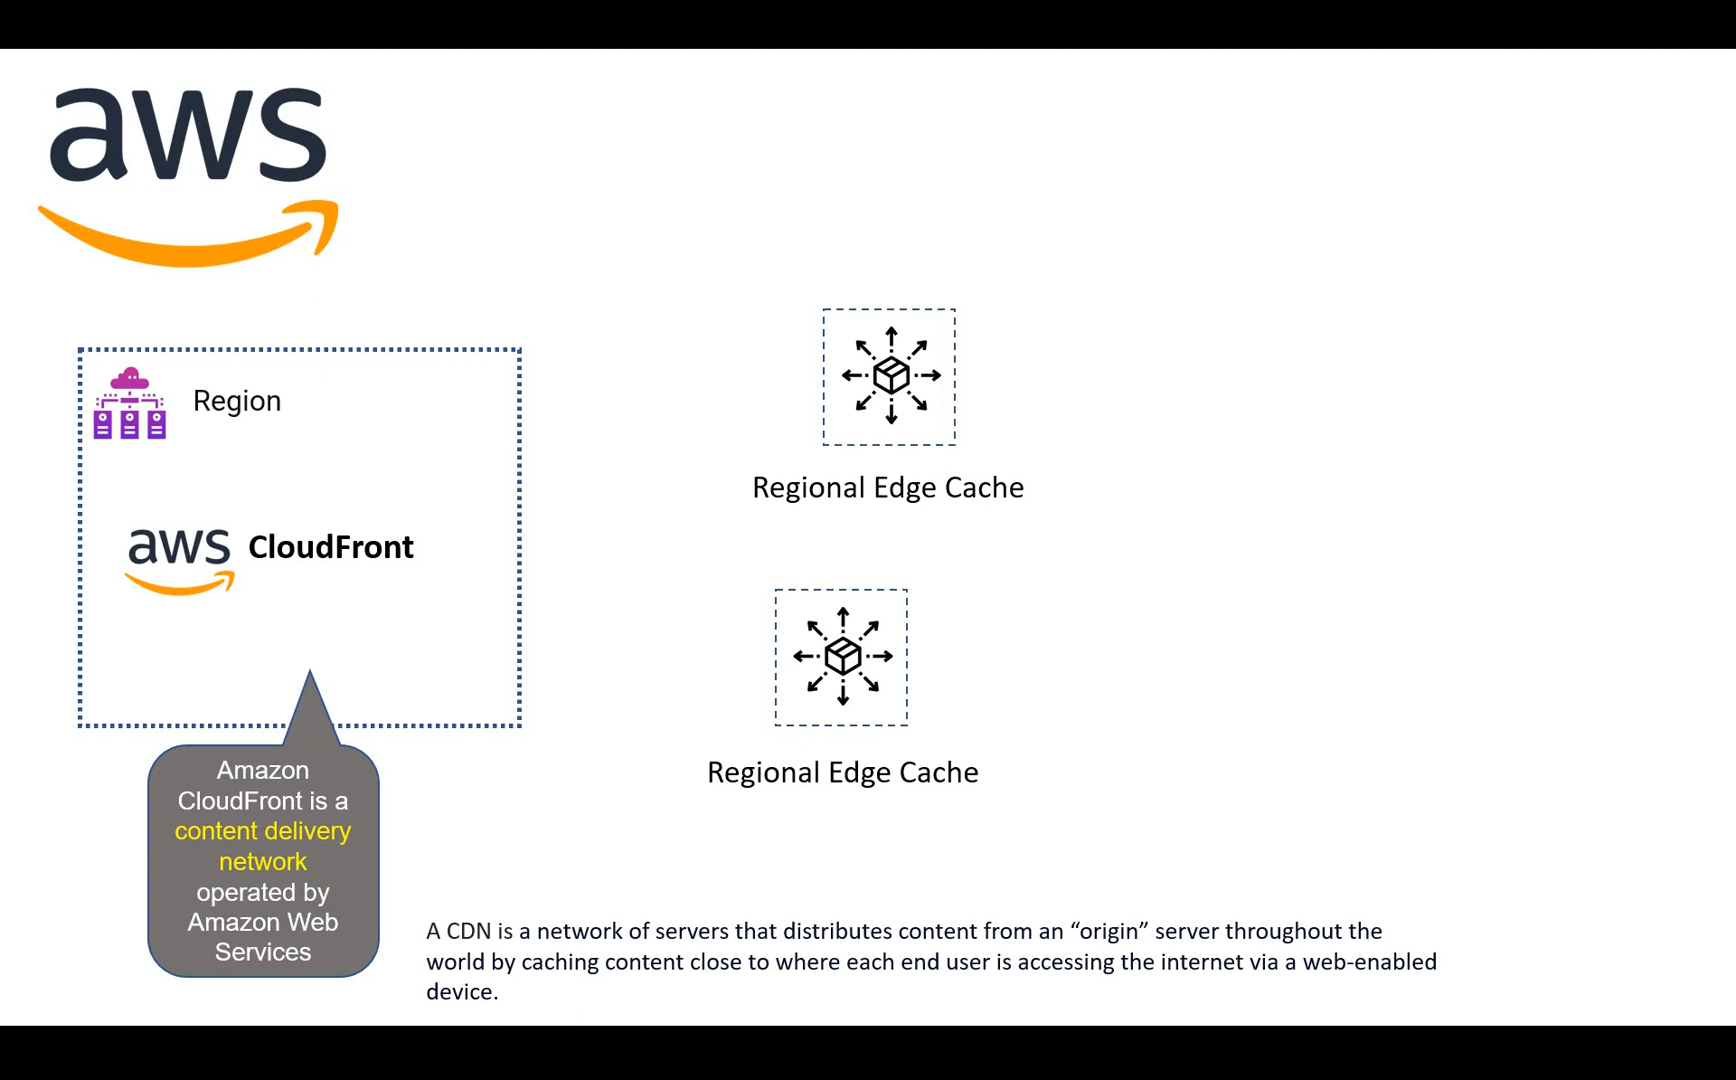 aws
Region
aws CloudFront
Regional Edge Cache
Regional Edge Cache
Amazon
CloudFront is a
content delivery
network
operated by
Amazon Web
Services
A CDN is a network of servers that distributes content from an “origin” server throughout the
world by caching content close to where each end user is accessing the internet via a web-enabled
device.